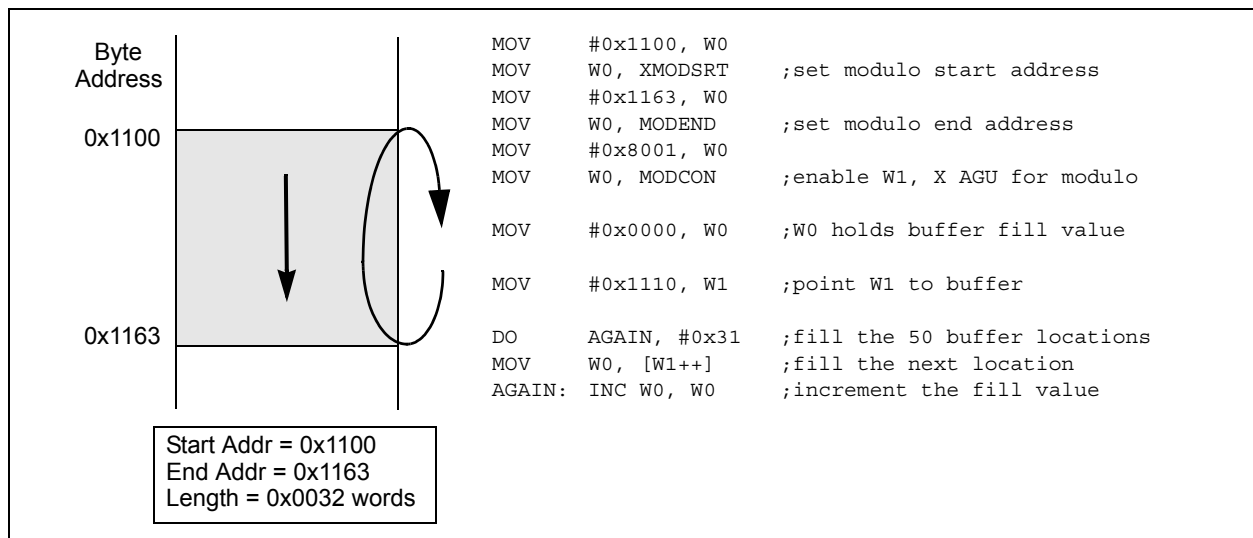 Byte
Address
0x1100
0x1163
Start Addr = 0x1100
End Addr = 0x1163
Length = 0x0032 words
MOV #0x1100, W0
MOV W0, XMODSRT ;set modulo start address
MOV #0x1163, W0
MOV W0, MODEND ;set modulo end address
MOV #0x8001, W0
MOV W0, MODCON ;enable W1, X AGU for modulo
MOV #0x0000, W0 ;W0 holds buffer fill value
MOV #0x1110, W1 ;point W1 to buffer
DO AGAIN, #0x31 ;fill the 50 buffer locations
MOV W0, [W1++] ;fill the next location
AGAIN: INC W0, W0 ;increment the fill value